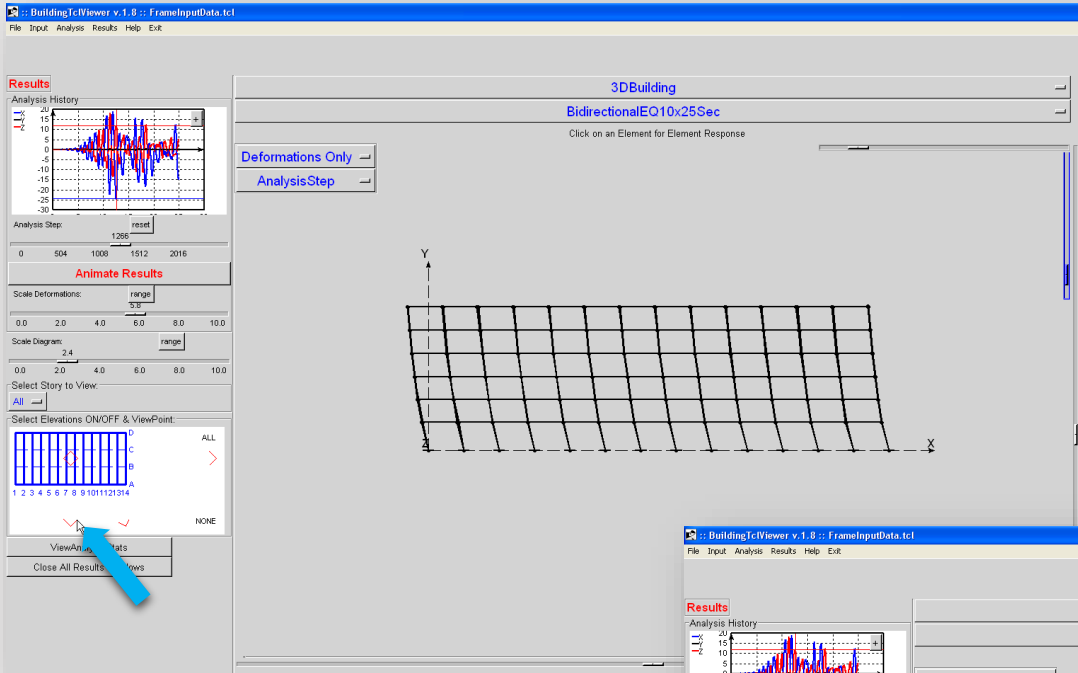 :: BuildingTclViewer v.1.8 :: FrameInputData.tcl
File Input Analysis Results Help Exit
Results
Analysis History
X
Y
Z
20
15
10
5
0
-5
-10
-15
-20
-25
-30
+
Analysis Step:
reset
1266
0 504 1008 1512 2016
Animate Results
Scale Deformations:
range
5.8
0.0 2.0 4.0 6.0 8.0 10.0
Scale Diagram:
range
2.4
0.0 2.0 4.0 6.0 8.0 10.0
Select Story to View:
All
Select Elevations ON/OFF & ViewPoint:
D
C
B
A
1 2 3 4 5 6 7 8 9 10 11 12 13 14
ALL
NONE
Close All Results
3DBuilding
BidirectionalEQ10x25Sec
Click on an Element for Element Response
Deformations Only
AnalysisStep
Y
Z
X
:: BuildingTclViewer v.1.8 :: FrameInputData.tcl
File Input Analysis Results Help Exit
Results
Analysis History
X
Y
Z
20
15
10
5
0
+